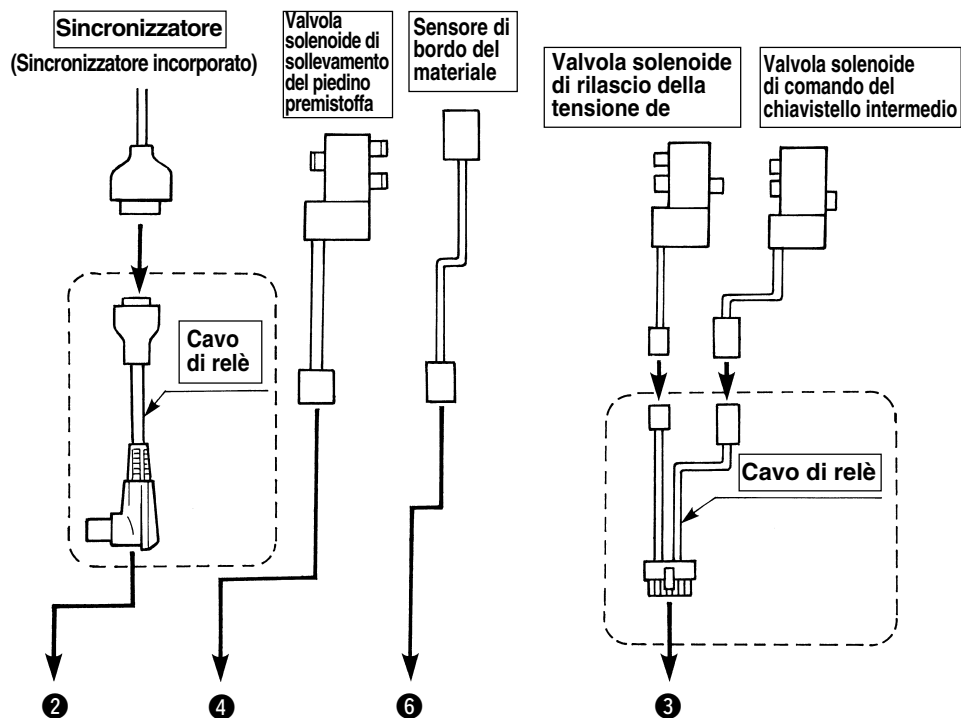 Sincronizzatore
(Sincronizzatore incorporato)
Valvola
solenoide di
sollevamento
del piedino
premistoffa
Sensore di
bordo del
materiale
Valvola solenoide
di rilascio della
tensione de
Valvola solenoide
di comando del
chiavistello intermedio
Cavo
di relè
Cavo di relè
❷
❹
❻
❸